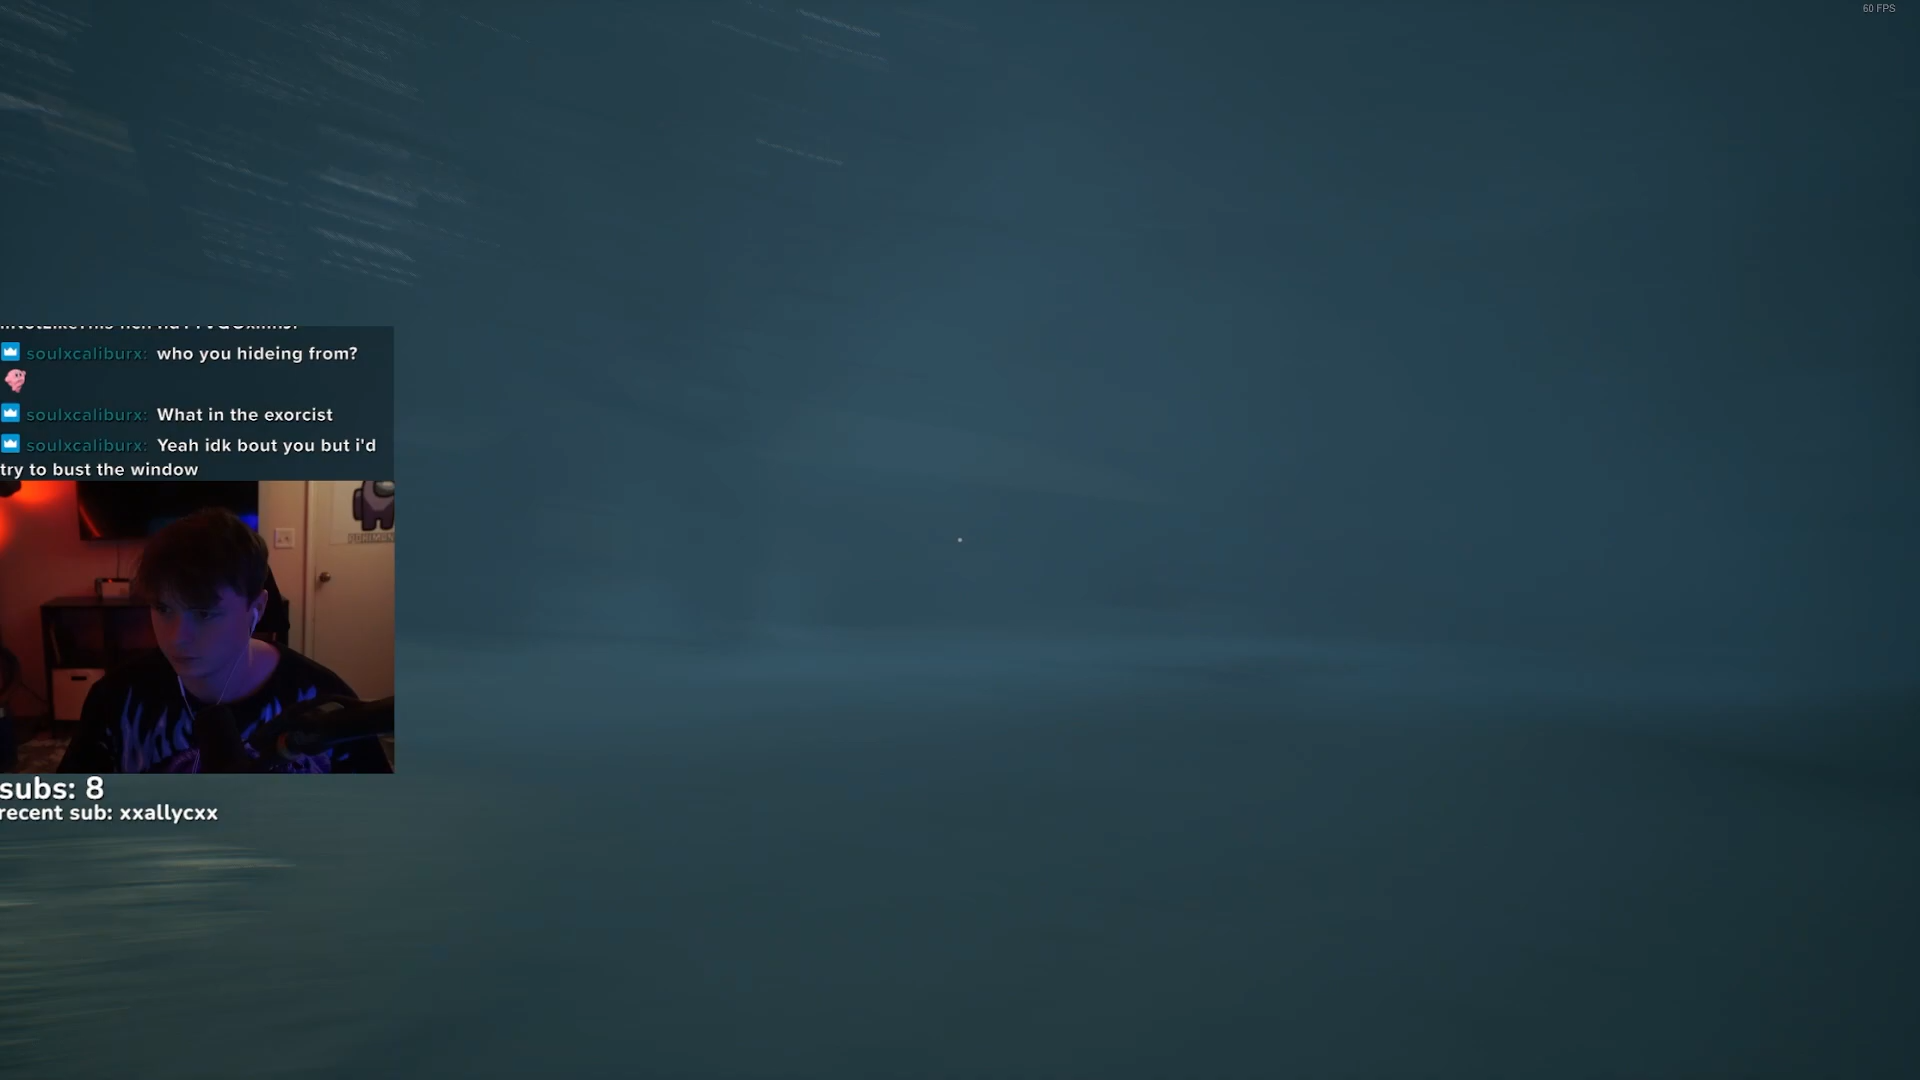 60 FPS
soulxcaliburx: who you hideing from?
soulxcaliburx: What in the exorcist
soulxcaliburx: Yeah idk bout you but i'd
try to bust the window
subs: 8
recent sub: xxallycxx